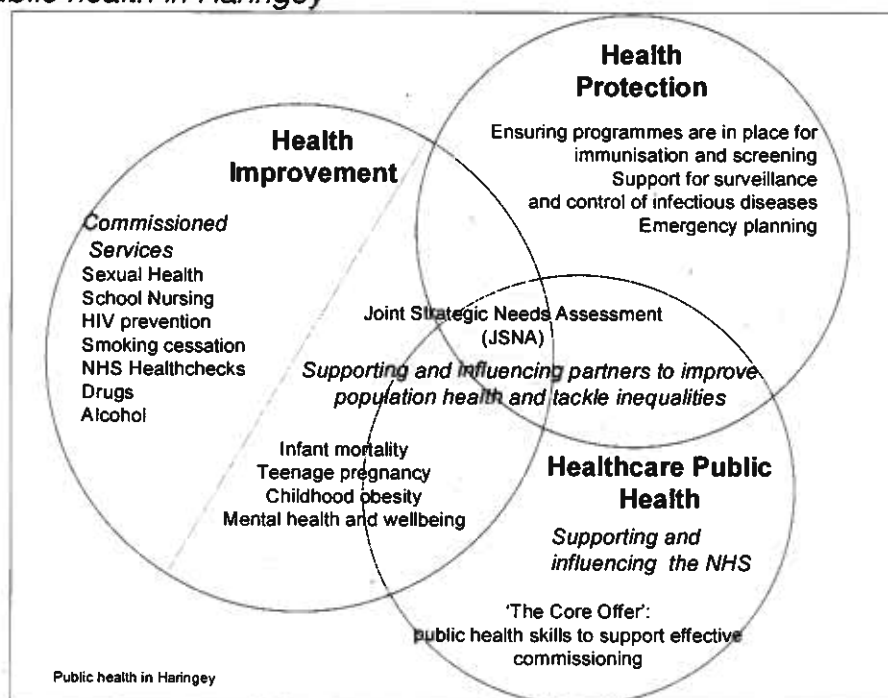 Public health in Haringey
Health
Protection
Ensuring programmes are in place for
immunisation and screening
Support for surveillance
and control of infectious diseases
Emergency planning
Health
Improvement
Commissioned
Services
Sexual Health
School Nursing
HIV prevention
Smoking cessation
NHS Healthchecks
Drugs
Alcohol
Joint Strategic Needs Assessment
(JSNA)
Supporting and influencing partners to improve
population health and tackle inequalities
Infant mortality
Teenage pregnancy
Childhood obesity
Mental health and wellbeing
Healthcare Public
Health
Supporting and
influencing the NHS
'The Core Offer':
public health skills to support effective
commissioning
Public health in Haringey